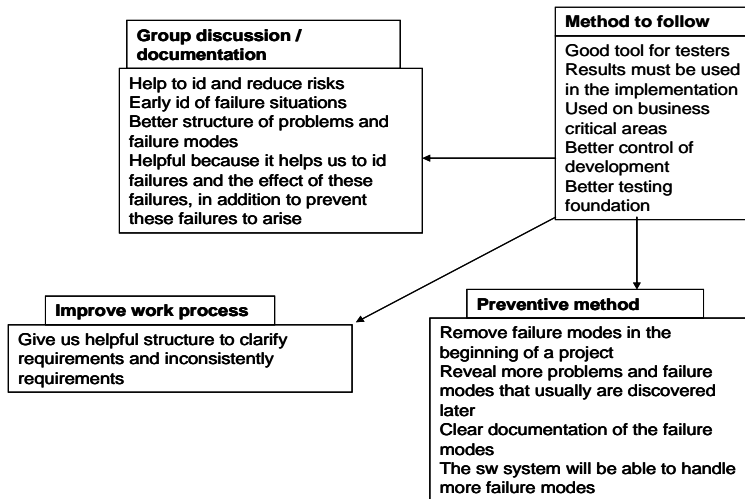 Group discussion /
documentation
Help to id and reduce risks
Early id of failure situations
Better structure of problems and
failure modes
Helpful because it helps us to id
failures and the effect of these
failures, in addition to prevent
these failures to arise
Method to follow
Good tool for testers
Results must be used
in the implementation
Used on business
critical areas
Better control of
development
Better testing
foundation
Improve work process
Give us helpful structure to clarify
requirements and inconsistently
requirements
Preventive method
Remove failure modes in the
beginning of a project
Reveal more problems and failure
modes that usually are discovered
later
Clear documentation of the failure
modes
The sw system will be able to handle
more failure modes